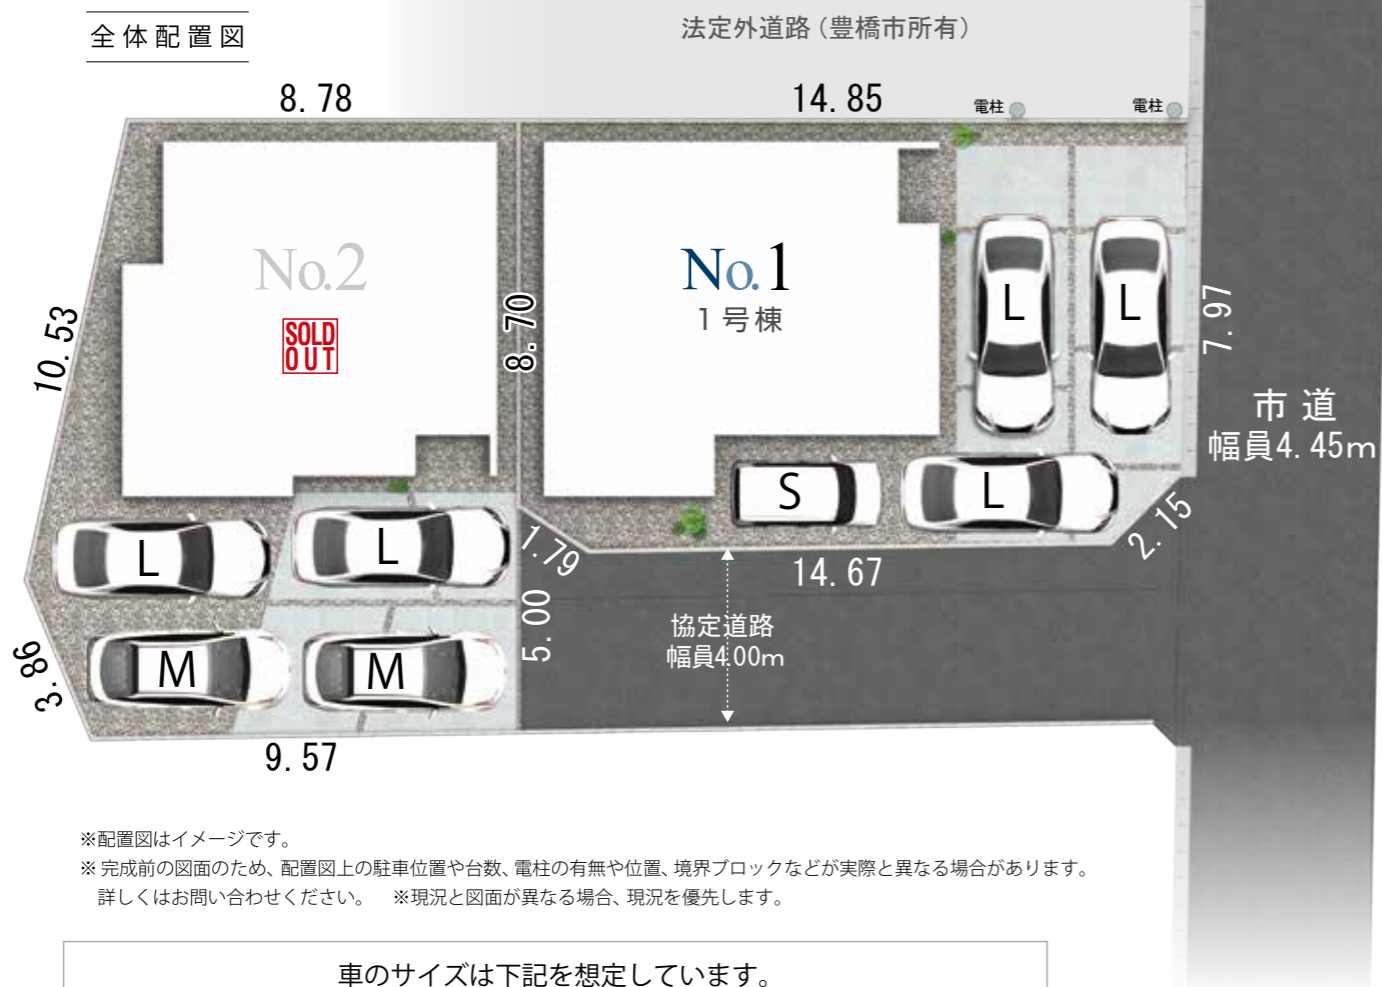 全体配置図
法定外道路（豊橋市所有）
8.78
14.85
電柱
電柱
No.2
SOLD
OUT
No.1
1号棟
10.53
8.70
L
L
7.97
市道
幅員4.45m
S
L
2.15
L
L
1.79
14.67
5.00
協定道路
幅員4.00m
M
M
3.86
9.57
※配置図はイメージです。
※完成前の図面のため、配置図上の駐車位置や台数、電柱の有無や位置、境界ブロックなどが実際と異なる場合があります。
詳しくはお問い合わせください。　※現況と図面が異なる場合、現況を優先します。
車のサイズは下記を想定しています。